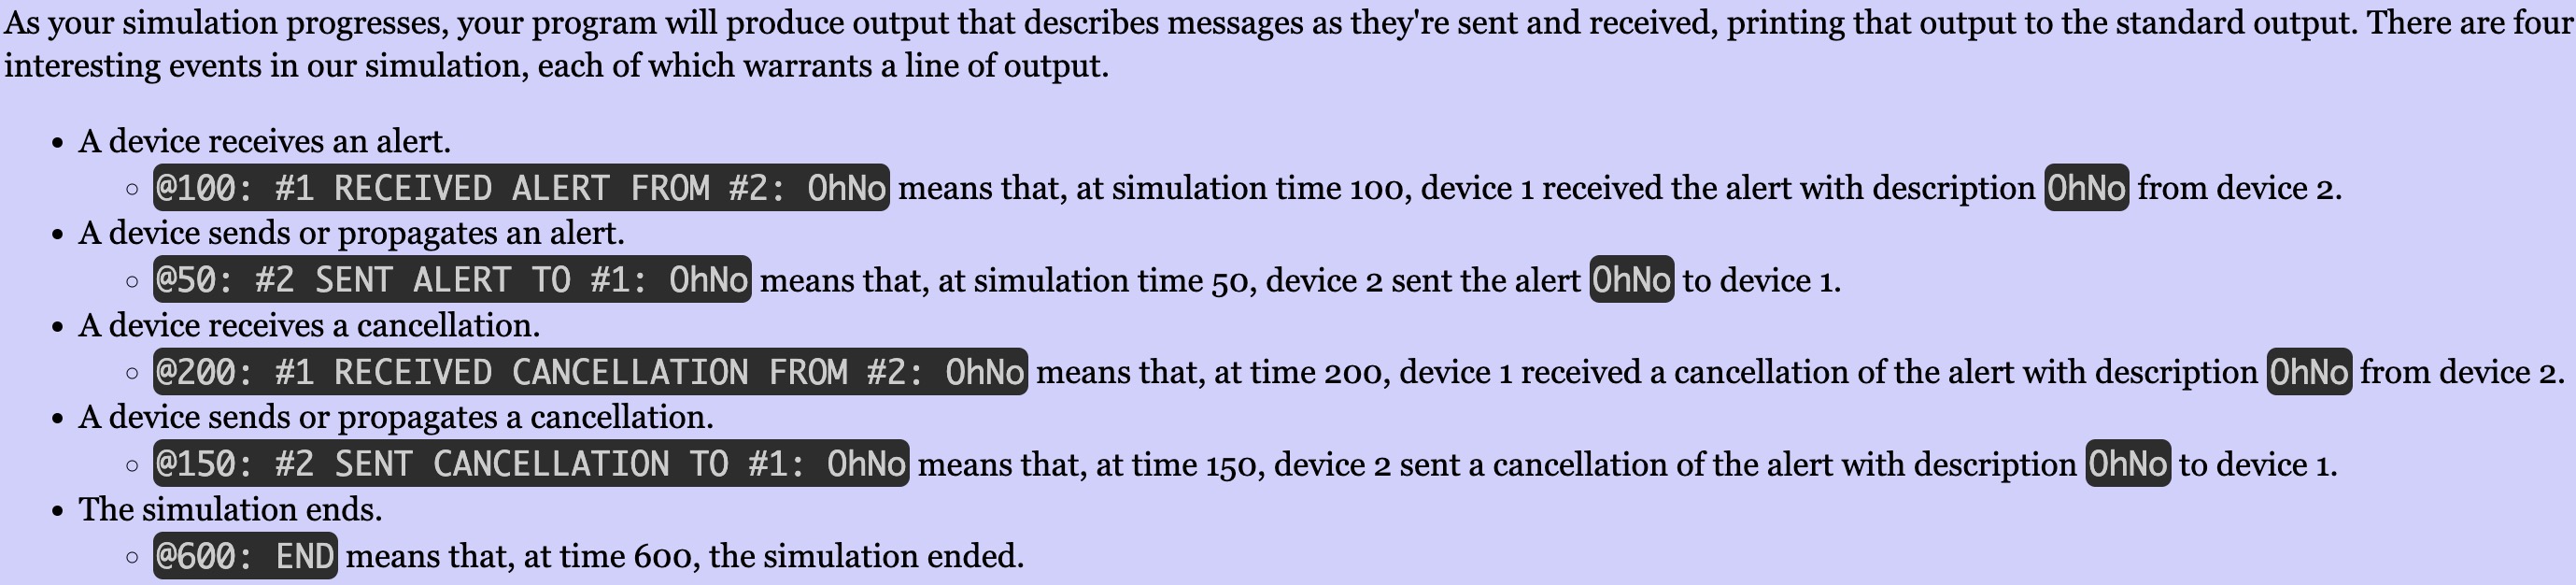 As your simulation progresses, your program will produce output that describes messages as they're sent and received, printing that output to the standard output. There are four
interesting events in our simulation, each of which warrants a line of output.
• A device receives an alert.
◦ @100: #1 RECEIVED ALERT FROM #2: OhNo means that, at simulation time 100, device 1 received the alert with description OhNo from device 2.
• A device sends or propagates an alert.
◦ @50: #2 SENT ALERT TO #1: OhNo means that, at simulation time 50, device 2 sent the alert OhNo to device 1.
• A device receives a cancellation.
◦ @200: #1 RECEIVED CANCELLATION FROM #2: OhNo means that, at time 200, device 1 received a cancellation of the alert with description OhNo from device 2.
• A device sends or propagates a cancellation.
◦ @150: #2 SENT CANCELLATION TO #1: OhNo means that, at time 150, device 2 sent a cancellation of the alert with description OhNo to device 1.
• The simulation ends.
◦ @600: END means that, at time 600, the simulation ended.